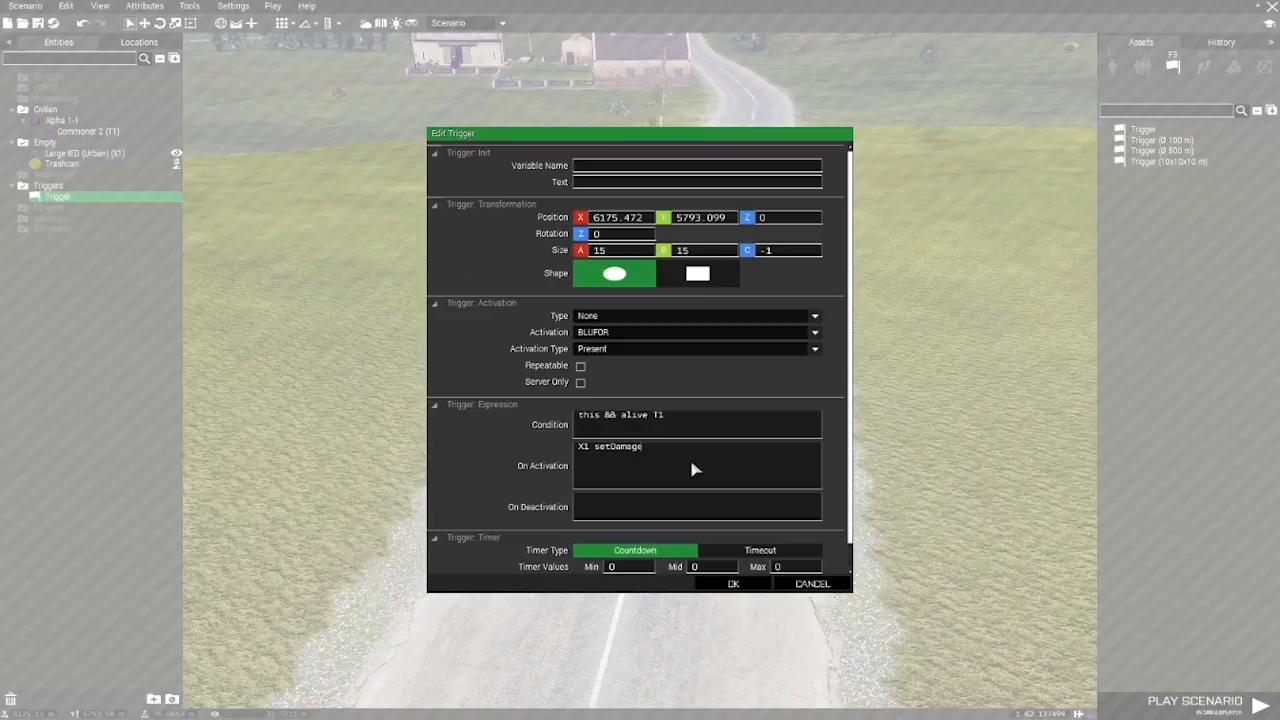 Scenario Edit View Attributes Tools Settings Play Help
Scenario
Entities Locations
Assets History
F3
Civilian
Alpha 1-1
Commoner 2 (T1)
Empty
Large IED (Urban) (X1)
Trashcan
Triggers
Trigger
Trigger
Trigger (Ø 100 m)
Trigger (Ø 500 m)
Trigger (10x10x10 m)
Edit Trigger
Trigger: Init
Variable Name
Text
Trigger: Transformation
Position X 6175.472 Y 5793.099 Z 0
Rotation Z 0
Size A 15 B 15 C -1
Shape
Trigger: Activation
Type None
Activation BLUFOR
Activation Type Present
Repeatable
Server Only
Trigger: Expression
Condition this && alive T1
On Activation X1 setDamage
On Deactivation
Trigger: Timer
Timer Type Countdown Timeout
Timer Values Min 0 Mid 0 Max 0
OK CANCEL
PLAY SCENARIO
IN SINGLEPLAYER